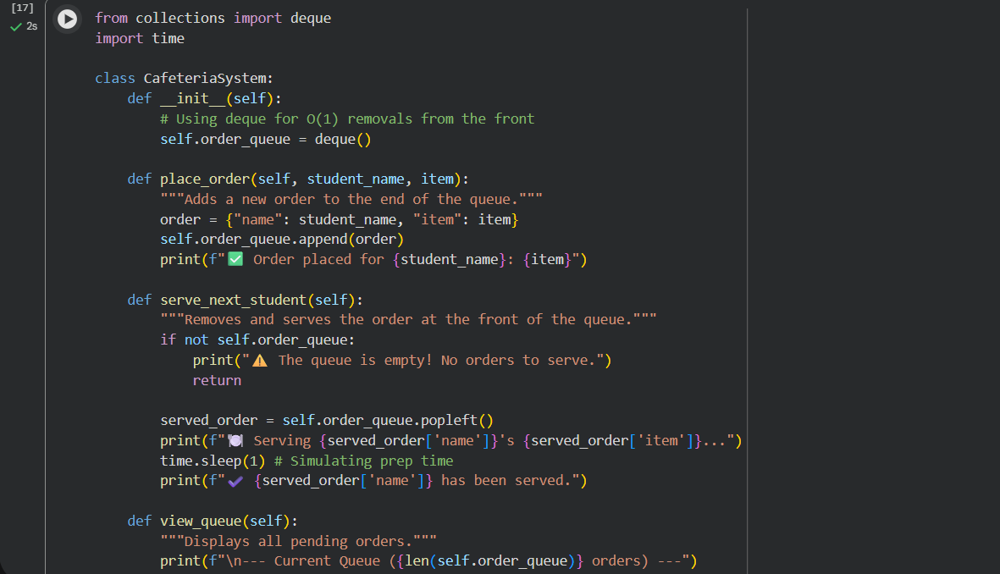 [17]
2s
from collections import deque
import time
class CafeteriaSystem:
    def __init__(self):
        # Using deque for O(1) removals from the front
        self.order_queue = deque()
    def place_order(self, student_name, item):
        """Adds a new order to the end of the queue."""
        order = {"name": student_name, "item": item}
        self.order_queue.append(order)
        print(f"✅ Order placed for {student_name}: {item}")
    def serve_next_student(self):
        """Removes and serves the order at the front of the queue."""
        if not self.order_queue:
            print("⚠️ The queue is empty! No orders to serve.")
            return
        served_order = self.order_queue.popleft()
        print(f"🍽️ Serving {served_order['name']}'s {served_order['item']}...")
        time.sleep(1) # Simulating prep time
        print(f"✔️ {served_order['name']} has been served.")
    def view_queue(self):
        """Displays all pending orders."""
        print(f"\n--- Current Queue ({len(self.order_queue)} orders) ---")